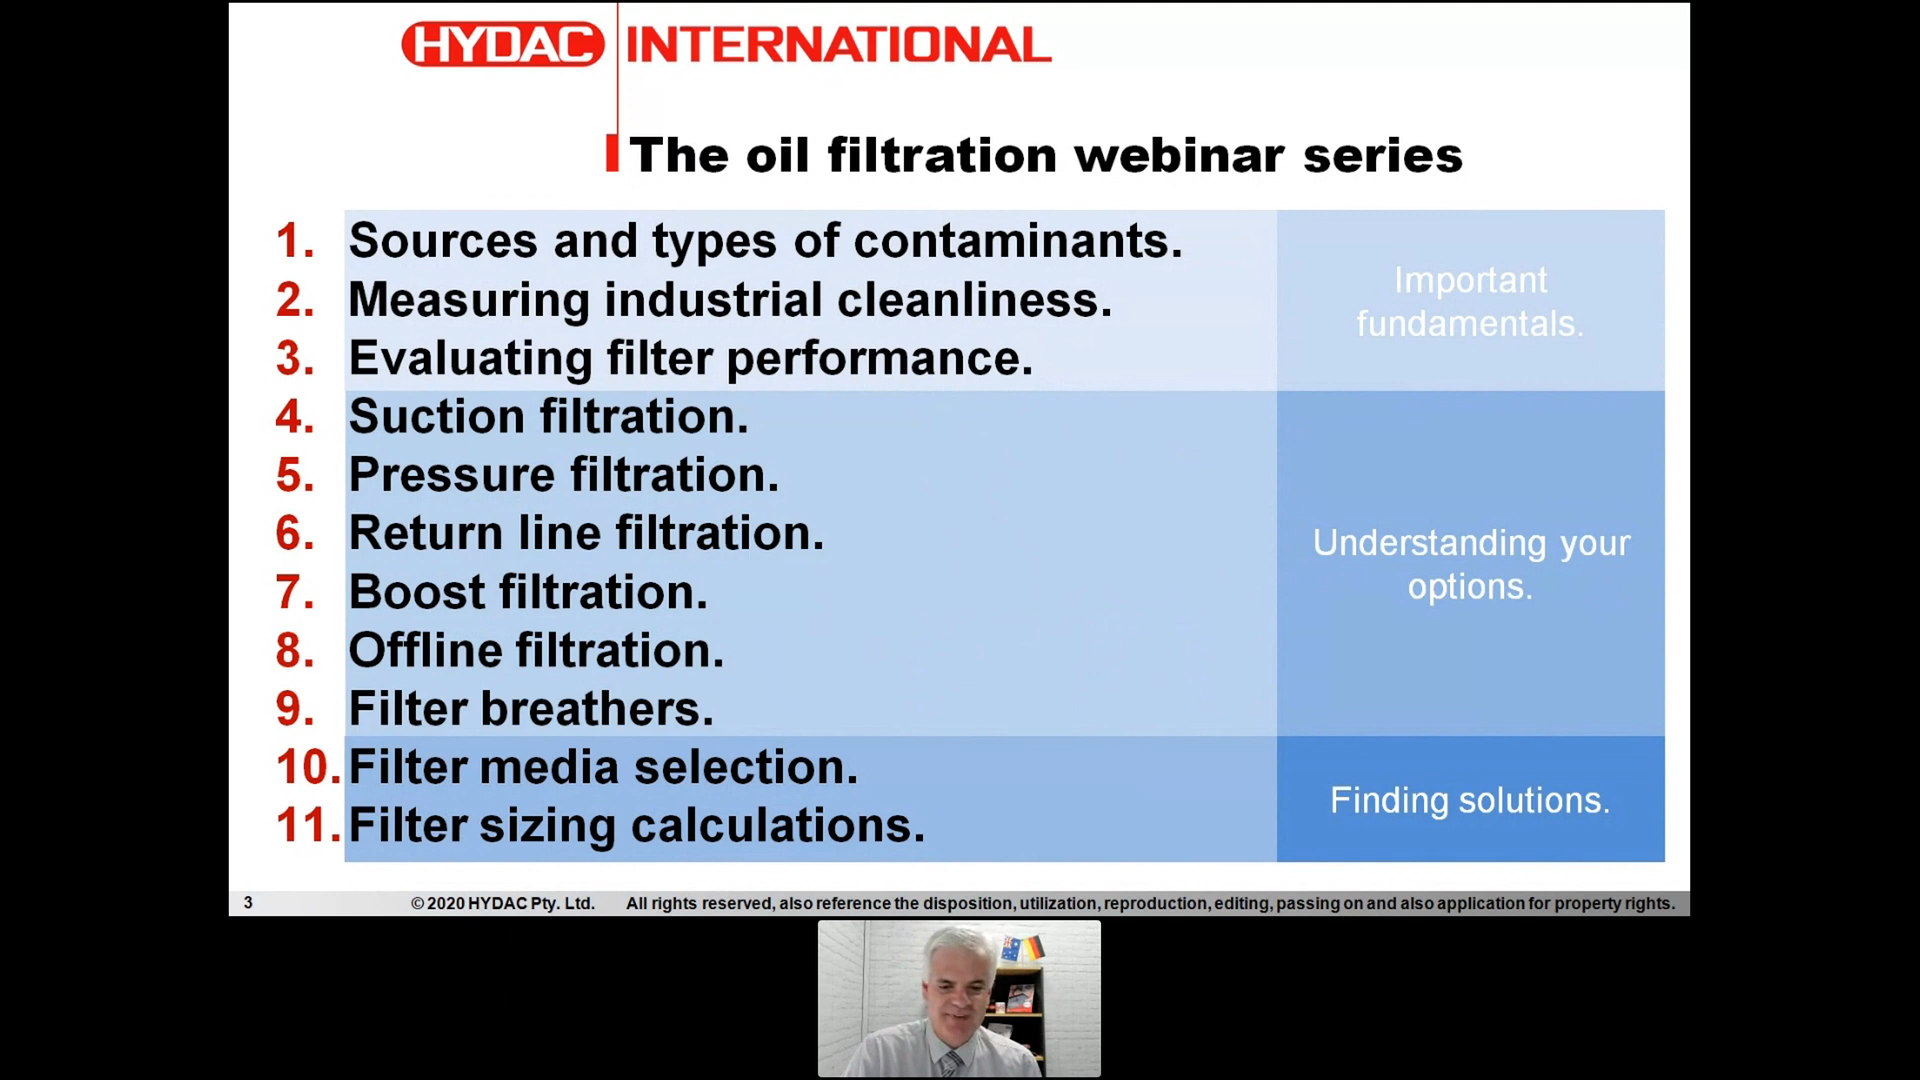 HYDAC INTERNATIONAL
The oil filtration webinar series
1. Sources and types of contaminants.
2. Measuring industrial cleanliness.
3. Evaluating filter performance.
Important
fundamentals.
4. Suction filtration.
5. Pressure filtration.
6. Return line filtration.
7. Boost filtration.
8. Offline filtration.
9. Filter breathers.
Understanding your
options.
10. Filter media selection.
11. Filter sizing calculations.
Finding solutions.
3 © 2020 HYDAC Pty. Ltd. All rights reserved, also reference the disposition, utilization, reproduction, editing, passing on and also application for property rights.